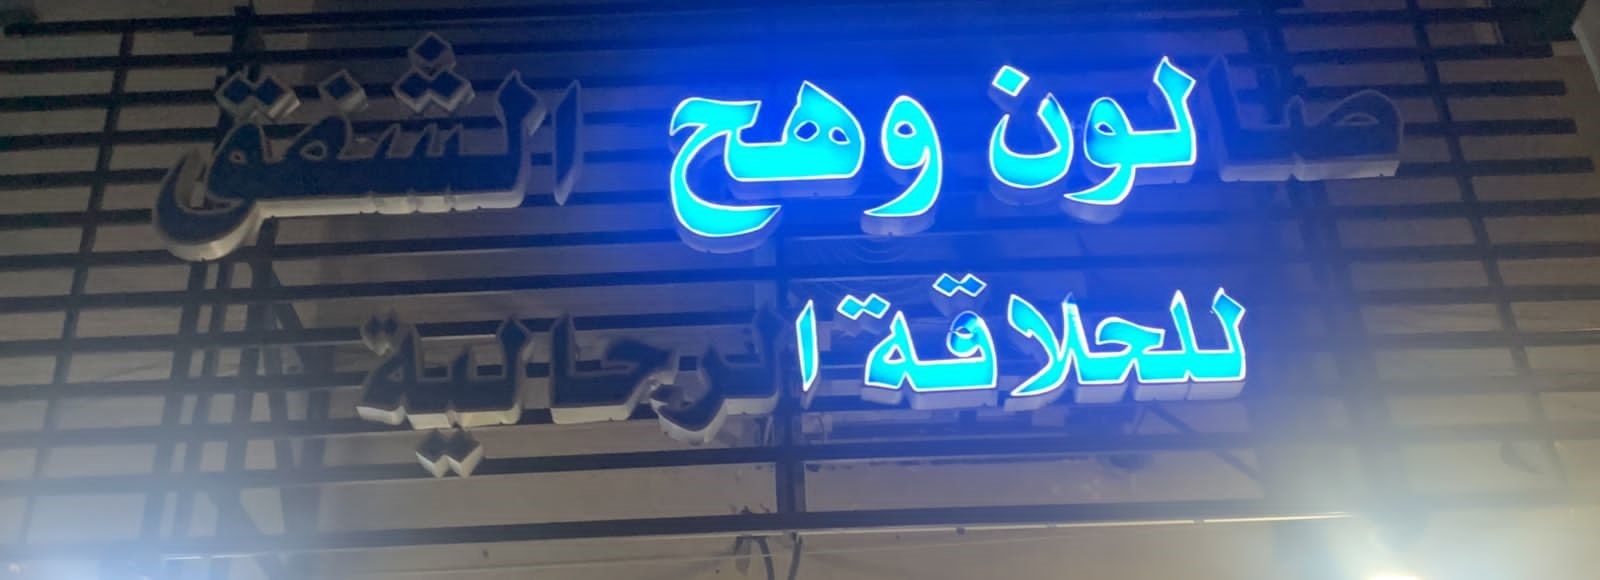 صالون وهج الشفق
للحلاقة الرجالية